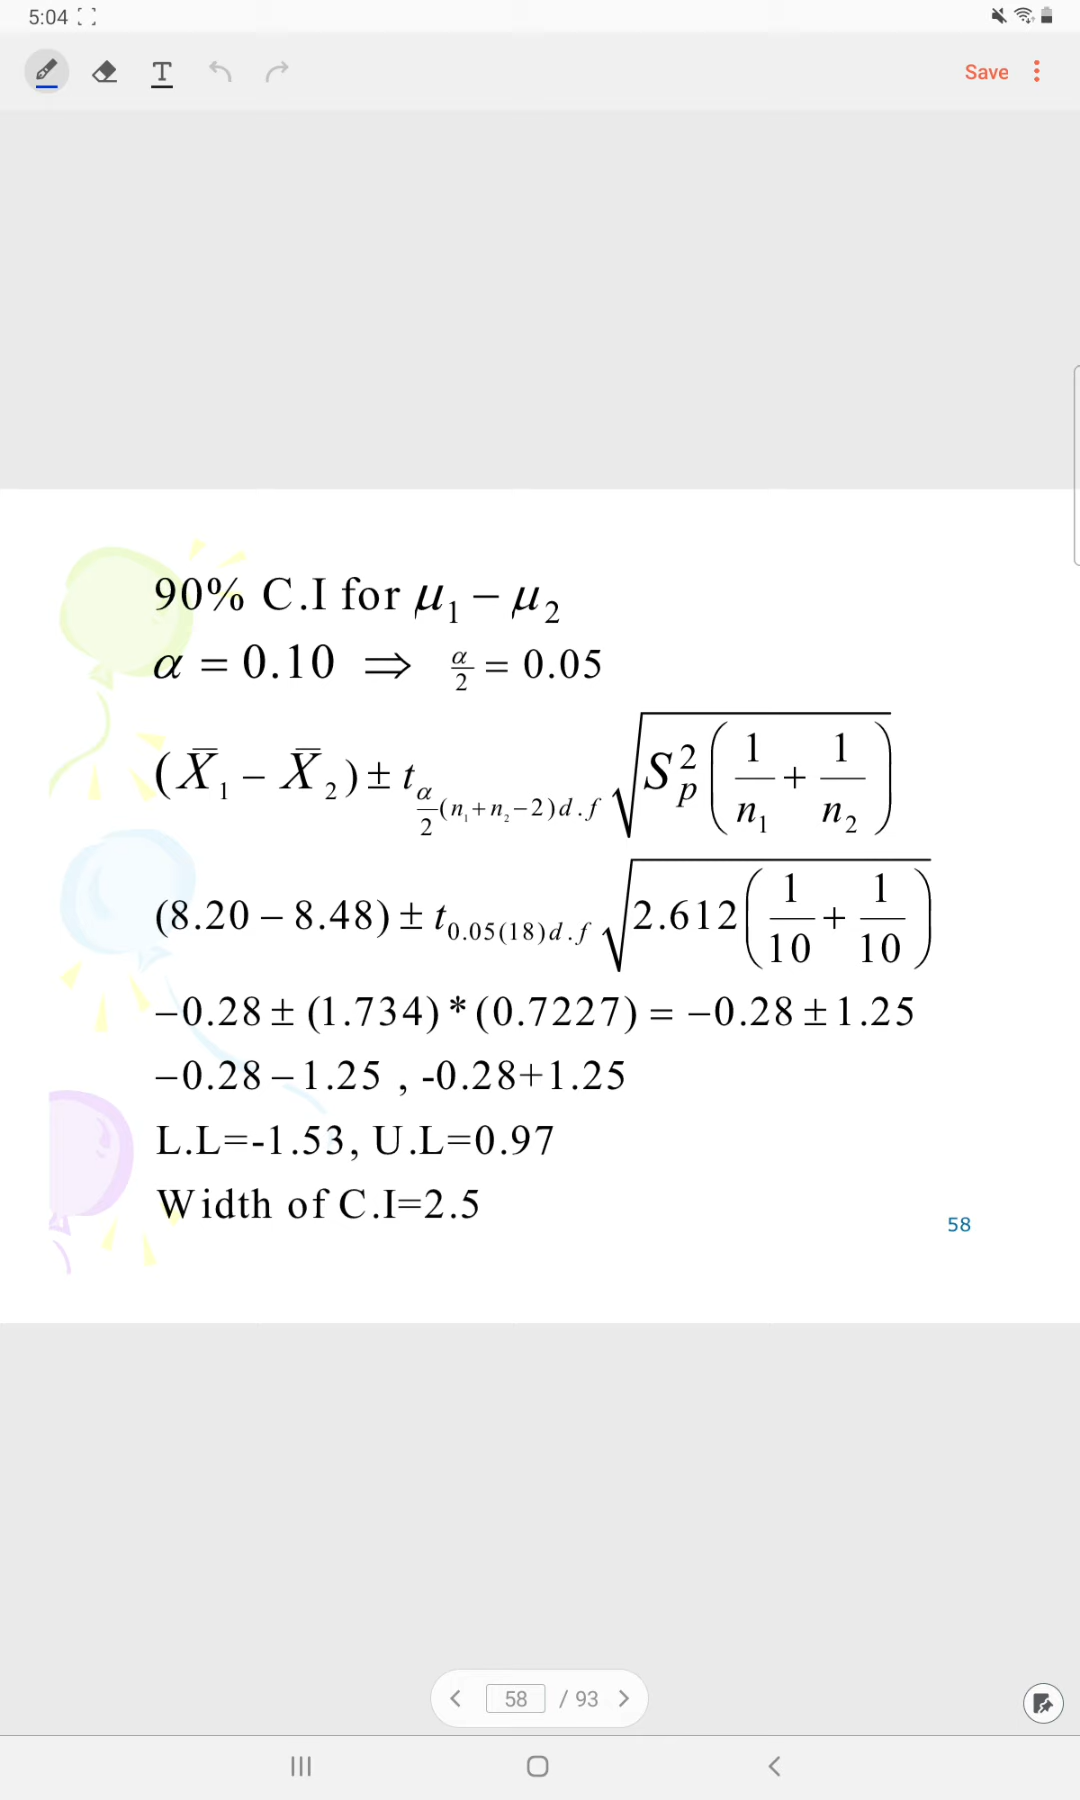 5:04
T
Save
90% C.I for μ₁ − μ₂
α = 0.10 ⇒ α/2 = 0.05
(X̅₁ − X̅₂) ± t α/2 (n₁+n₂−2)d.f √(S²p (1/n₁ + 1/n₂))
(8.20 − 8.48) ± t 0.05(18)d.f √(2.612 (1/10 + 1/10))
−0.28 ± (1.734) * (0.7227) = −0.28 ± 1.25
−0.28 − 1.25 , -0.28+1.25
L.L=-1.53, U.L=0.97
Width of C.I=2.5
58
58 / 93